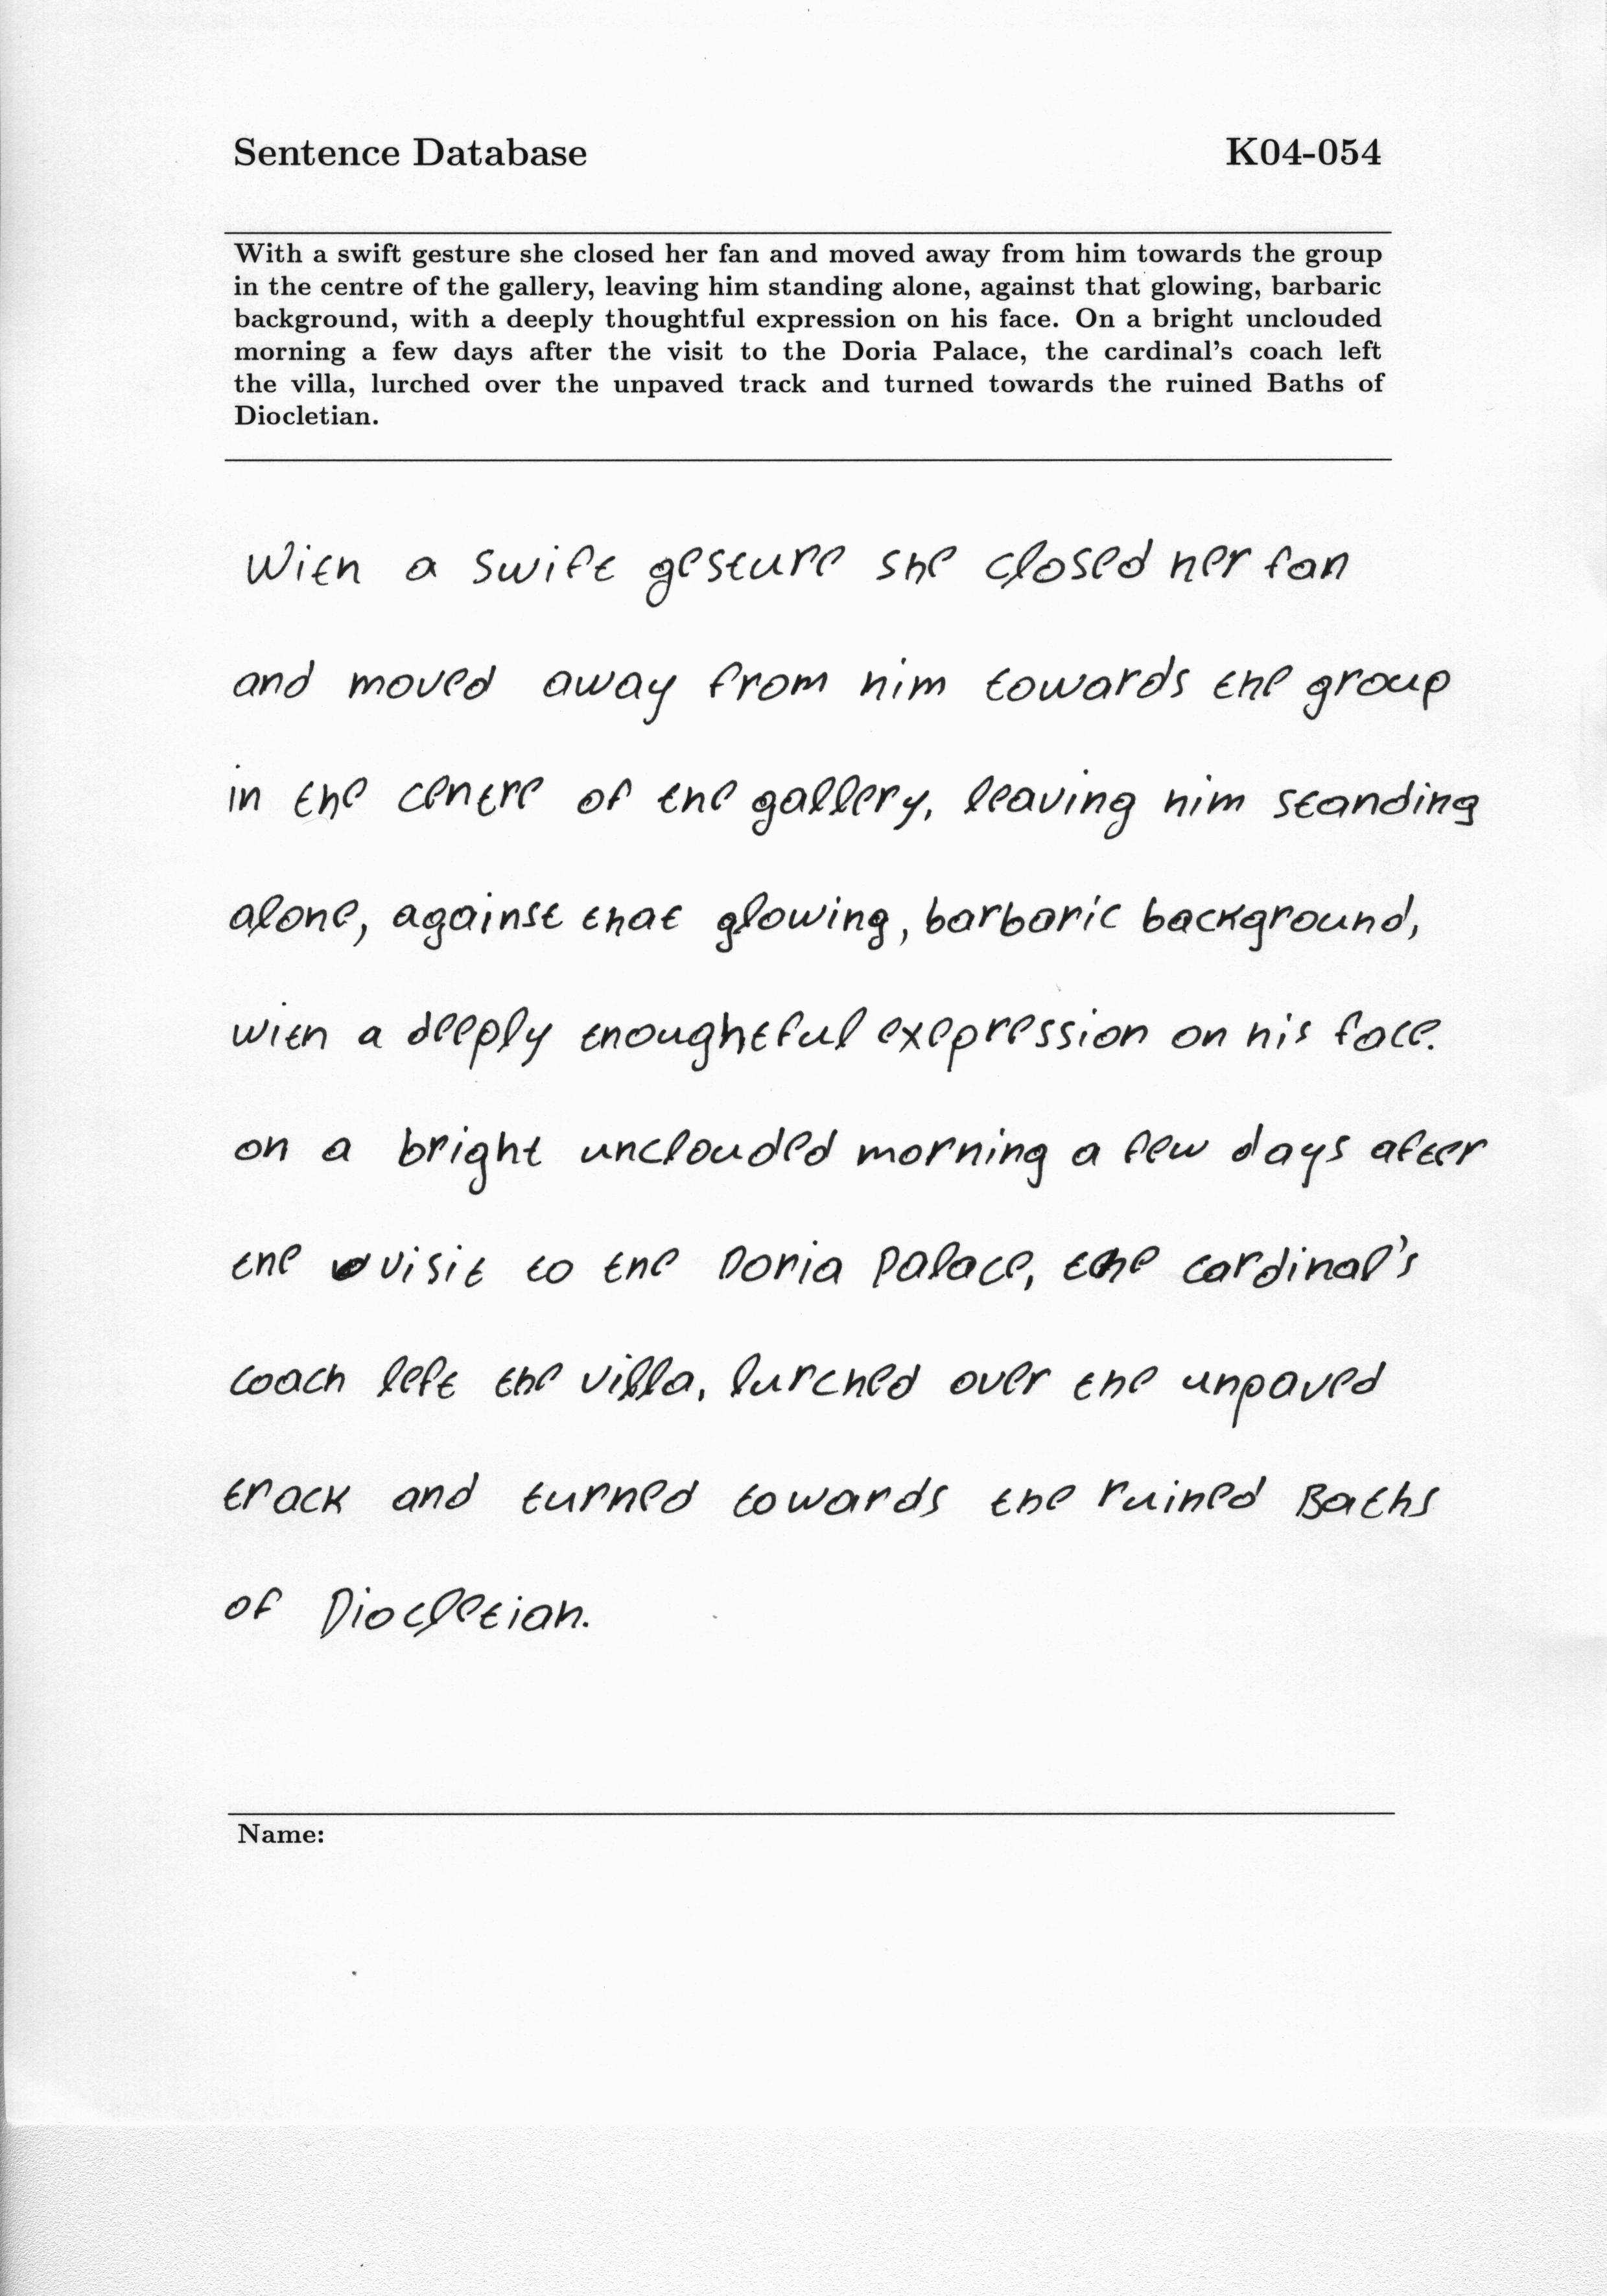 Sentence Database K04-054
With a swift gesture she closed her fan and moved away from him towards the group
in the centre of the gallery, leaving him standing alone, against that glowing, barbaric
background, with a deeply thoughtful expression on his face. On a bright unclouded
morning a few days after the visit to the Doria Palace, the cardinal's coach left
the villa, lurched over the unpaved track and turned towards the ruined Baths of
Diocletian.
With a swift gesture she closed her fan
and moved away from him towards the group
in the centre of the gallery, leaving him standing
alone, against that glowing, barbaric background,
with a deeply thoughtful exepression on his face.
on a bright unclouded morning a few days after
the visit to the Doria Palace, the cardinal's
coach left the villa, lurched over the unpaved
track and turned towards the ruined Baths
of Diocletian.
Name: